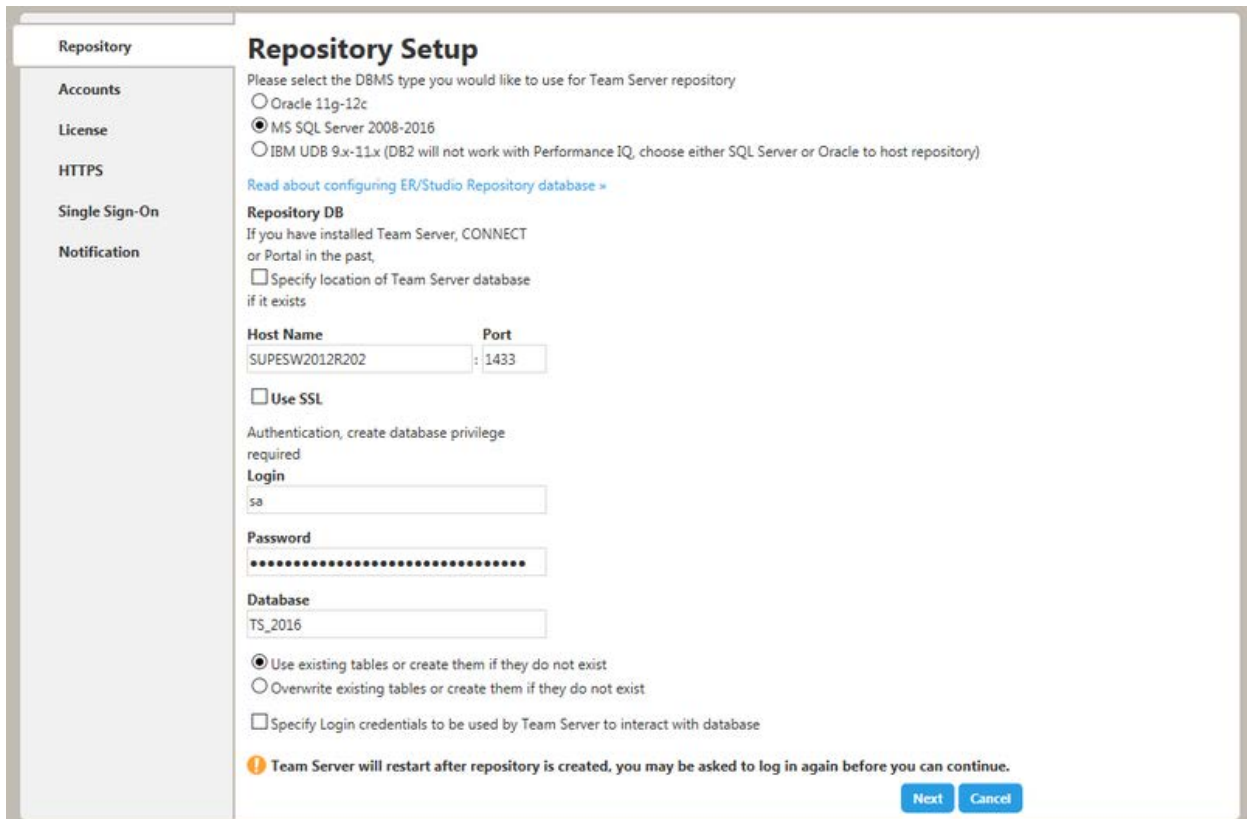 Repository
Accounts
License
HTTPS
Single Sign-On
Notification
Repository Setup
Please select the DBMS type you would like to use for Team Server repository
Oracle 11g-12c
MS SQL Server 2008-2016
IBM UDB 9.x-11.x (DB2 will not work with Performance IQ, choose either SQL Server or Oracle to host repository)
Read about configuring ER/Studio Repository database »
Repository DB
If you have installed Team Server, CONNECT
or Portal in the past,
Specify location of Team Server database
if it exists
Host Name Port
SUPESW2012R202 : 1433
Use SSL
Authentication, create database privilege
required
Login
sa
Password
••••••••••••••••••••••••••••••••
Database
TS_2016
Use existing tables or create them if they do not exist
Overwrite existing tables or create them if they do not exist
Specify Login credentials to be used by Team Server to interact with database
! Team Server will restart after repository is created, you may be asked to log in again before you can continue.
Next Cancel